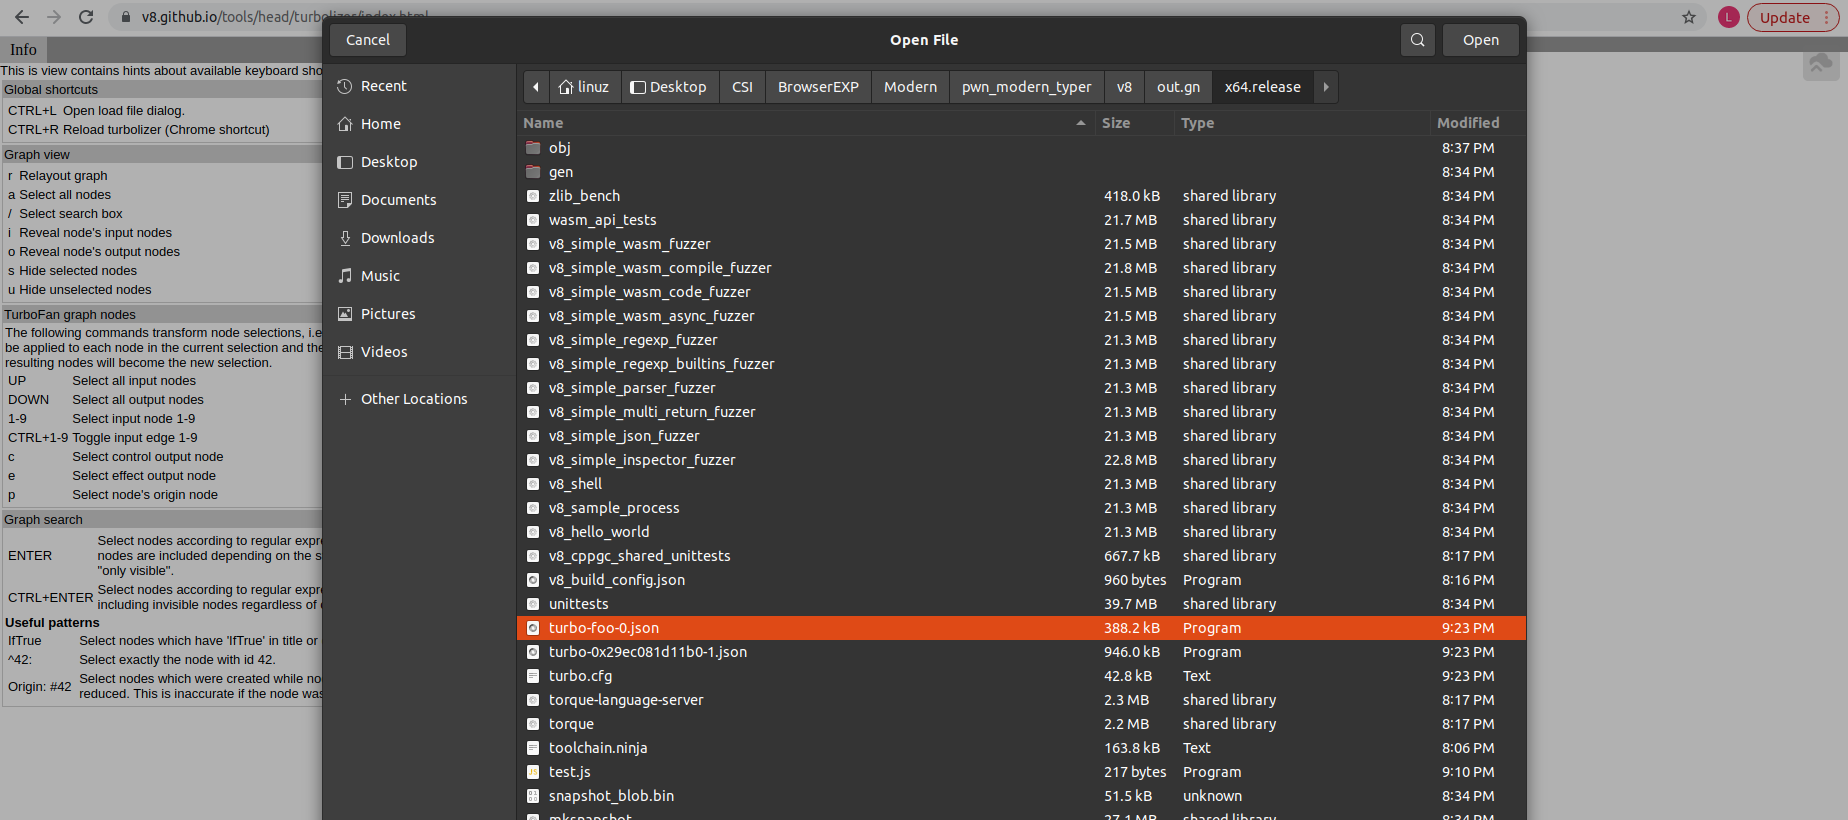 v8.github.io/tools/head/turbolizer/index.html
L
Update
Info
This is view contains hints about available keyboard sho
Global shortcuts
CTRL+L Open load file dialog.
CTRL+R Reload turbolizer (Chrome shortcut)
Graph view
r Relayout graph
a Select all nodes
/ Select search box
i Reveal node's input nodes
o Reveal node's output nodes
s Hide selected nodes
u Hide unselected nodes
TurboFan graph nodes
The following commands transform node selections, i.e
be applied to each node in the current selection and the
resulting nodes will become the new selection.
UP Select all input nodes
DOWN Select all output nodes
1-9 Select input node 1-9
CTRL+1-9 Toggle input edge 1-9
c Select control output node
e Select effect output node
p Select node's origin node
Graph search
ENTER Select nodes according to regular expre
nodes are included depending on the s
"only visible".
CTRL+ENTER Select nodes according to regular expre
including invisible nodes regardless of
Useful patterns
IfTrue Select nodes which have 'IfTrue' in title or
^42: Select exactly the node with id 42.
Origin: #42 Select nodes which were created while no
reduced. This is inaccurate if the node was
Cancel
Open File
Open
Recent
Home
Desktop
Documents
Downloads
Music
Pictures
Videos
+ Other Locations
linuz Desktop CSI BrowserEXP Modern pwn_modern_typer v8 out.gn x64.release
Name Size Type Modified
obj 8:37 PM
gen 8:34 PM
zlib_bench 418.0 kB shared library 8:34 PM
wasm_api_tests 21.7 MB shared library 8:34 PM
v8_simple_wasm_fuzzer 21.5 MB shared library 8:34 PM
v8_simple_wasm_compile_fuzzer 21.8 MB shared library 8:34 PM
v8_simple_wasm_code_fuzzer 21.5 MB shared library 8:34 PM
v8_simple_wasm_async_fuzzer 21.5 MB shared library 8:34 PM
v8_simple_regexp_fuzzer 21.3 MB shared library 8:34 PM
v8_simple_regexp_builtins_fuzzer 21.3 MB shared library 8:34 PM
v8_simple_parser_fuzzer 21.3 MB shared library 8:34 PM
v8_simple_multi_return_fuzzer 21.3 MB shared library 8:34 PM
v8_simple_json_fuzzer 21.3 MB shared library 8:34 PM
v8_simple_inspector_fuzzer 22.8 MB shared library 8:34 PM
v8_shell 21.3 MB shared library 8:34 PM
v8_sample_process 21.3 MB shared library 8:34 PM
v8_hello_world 21.3 MB shared library 8:34 PM
v8_cppgc_shared_unittests 667.7 kB shared library 8:17 PM
v8_build_config.json 960 bytes Program 8:16 PM
unittests 39.7 MB shared library 8:34 PM
turbo-foo-0.json 388.2 kB Program 9:23 PM
turbo-0x29ec081d11b0-1.json 946.0 kB Program 9:23 PM
turbo.cfg 42.8 kB Text 9:23 PM
torque-language-server 2.3 MB shared library 8:17 PM
torque 2.2 MB shared library 8:17 PM
toolchain.ninja 163.8 kB Text 8:06 PM
test.js 217 bytes Program 9:10 PM
snapshot_blob.bin 51.5 kB unknown 8:34 PM
mksnapshot 27.1 MB shared library 8:34 PM